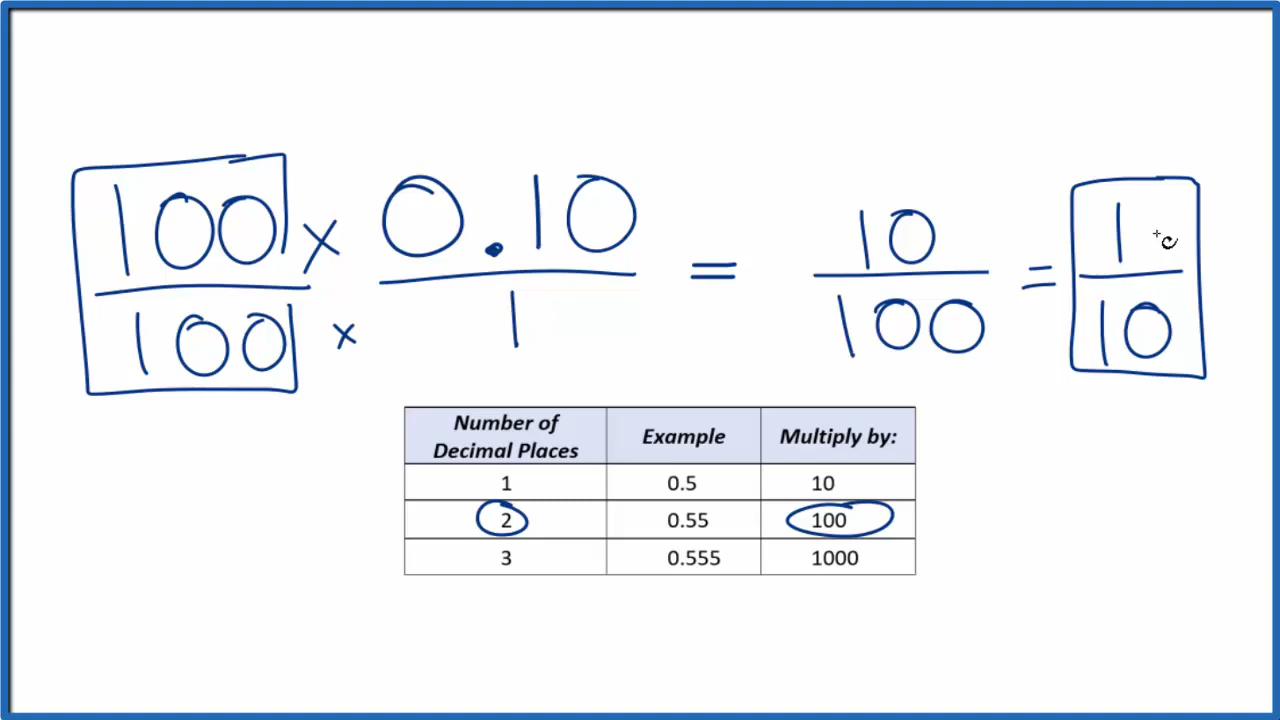 100 × 0.10 = 10 = 1
100 × 1 100 10
Number of Decimal Places Example Multiply by:
1 0.5 10
2 0.55 100
3 0.555 1000